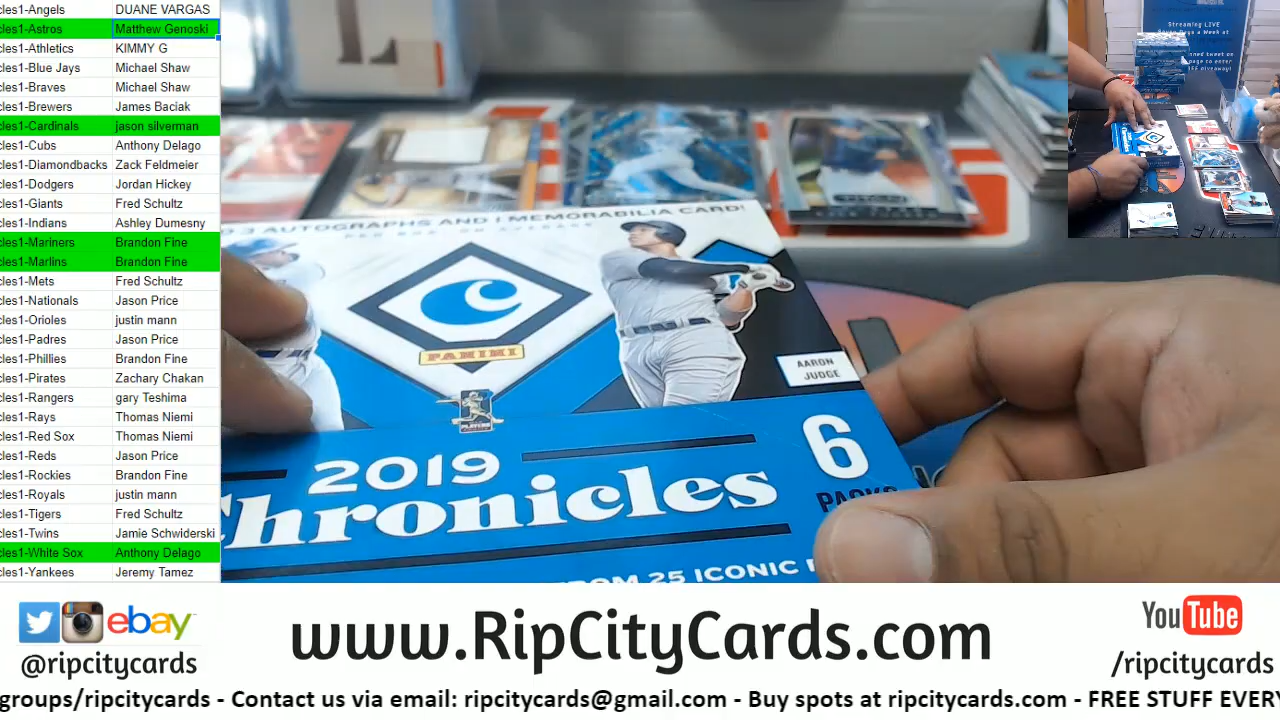 cles1-Angels DUANE VARGAS
cles1-Astros Matthew Genoski
cles1-Athletics KIMMY G
cles1-Blue Jays Michael Shaw
cles1-Braves Michael Shaw
cles1-Brewers James Baciak
cles1-Cardinals jason silverman
cles1-Cubs Anthony Delago
cles1-Diamondbacks Zack Feldmeier
cles1-Dodgers Jordan Hickey
cles1-Giants Fred Schultz
cles1-Indians Ashley Dumesny
cles1-Mariners Brandon Fine
cles1-Marlins Brandon Fine
cles1-Mets Fred Schultz
cles1-Nationals Jason Price
cles1-Orioles justin mann
cles1-Padres Jason Price
cles1-Phillies Brandon Fine
cles1-Pirates Zachary Chakan
cles1-Rangers gary Teshima
cles1-Rays Thomas Niemi
cles1-Red Sox Thomas Niemi
cles1-Reds Jason Price
cles1-Rockies Brandon Fine
cles1-Royals justin mann
cles1-Tigers Fred Schultz
cles1-Twins Jamie Schwiderski
cles1-White Sox Anthony Delago
cles1-Yankees Jeremy Tamez
3 AUTOGRAPHS AND 1 MEMORABILIA CARD!
PANINI
PLAYERS
AARON
JUDGE
2019
Chronicles
6
PACKS
FROM 25 ICONIC
Streaming LIVE
ebay
@ripcitycards
www.RipCityCards.com
YouTube
/ripcitycards
groups/ripcitycards - Contact us via email: ripcitycards@gmail.com - Buy spots at ripcitycards.com - FREE STUFF EVER